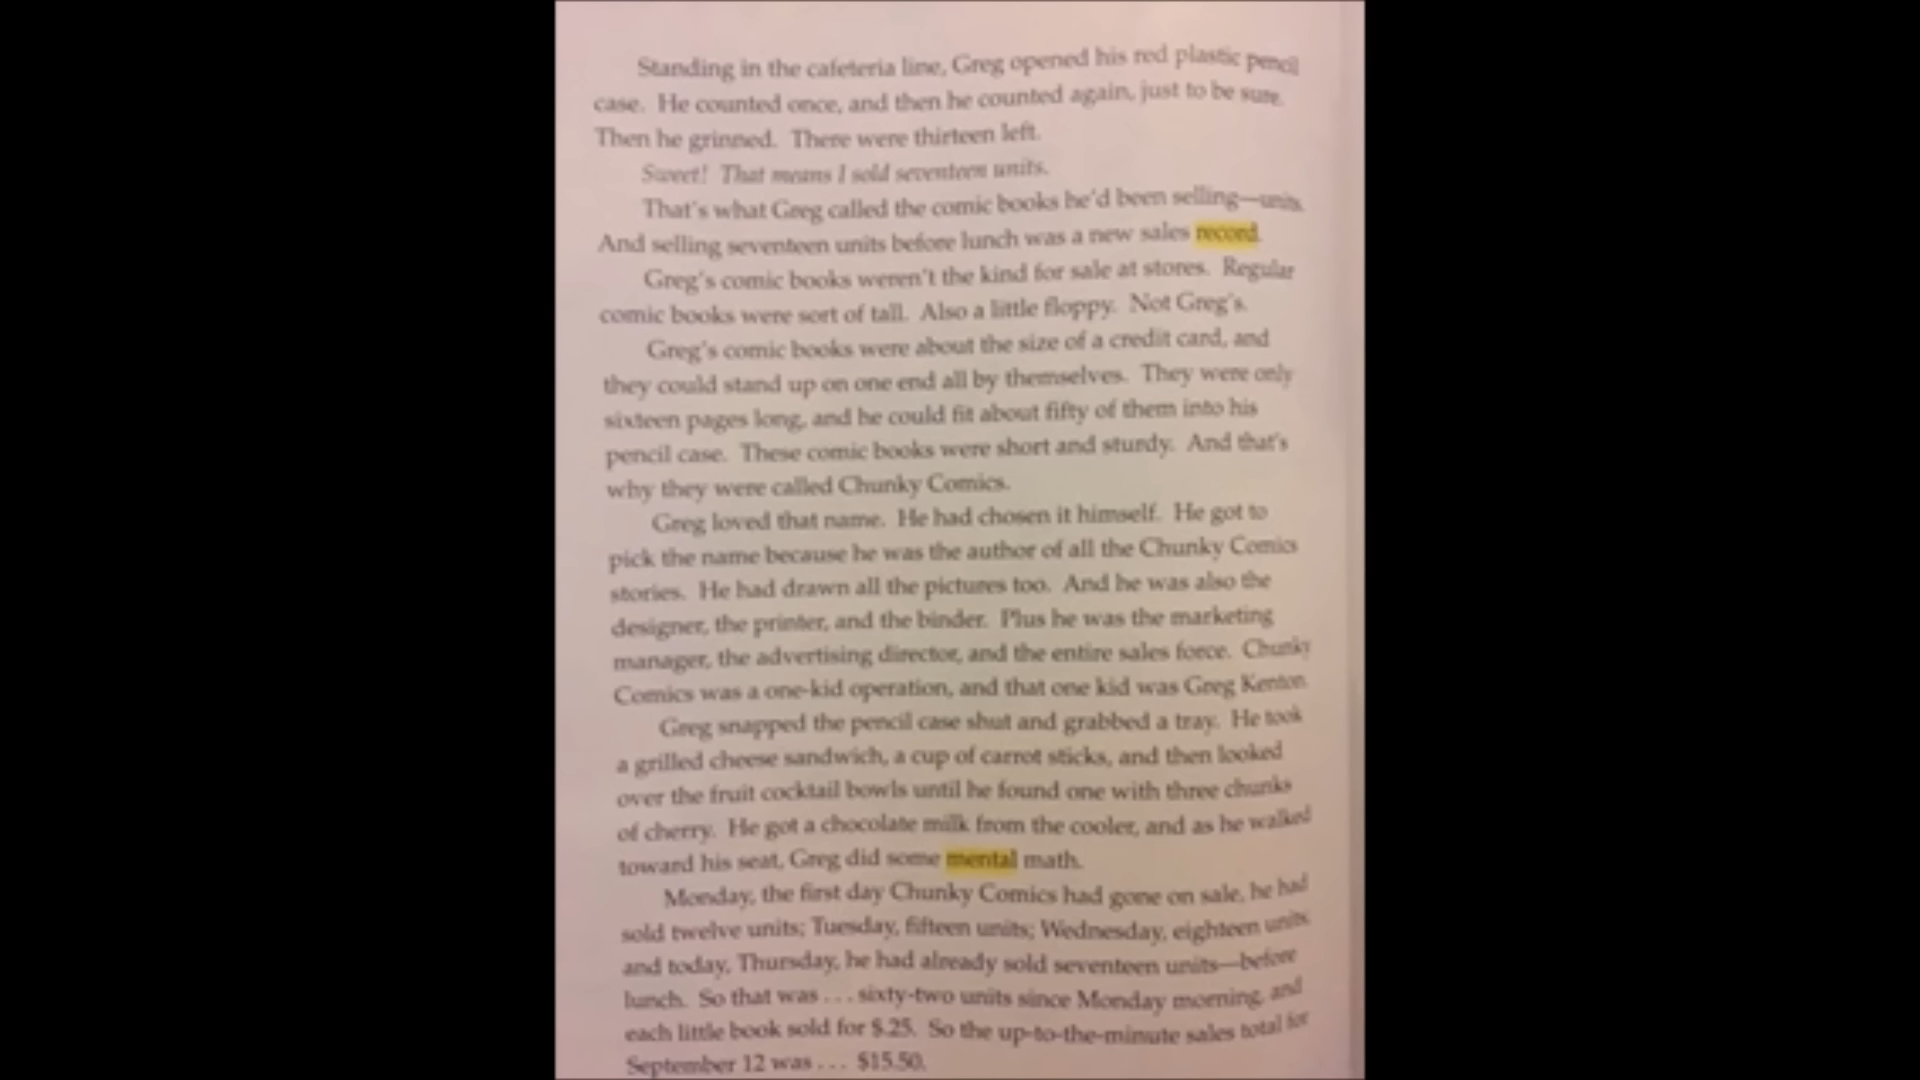 Standing in the cafeteria line, Greg opened his red plastic pencil
case. He counted once, and then he counted again, just to be sure.
Then he grinned. There were thirteen left.
Sweet! That means I sold seventeen units.
That's what Greg called the comic books he'd been selling—units.
And selling seventeen units before lunch was a new sales record.
Greg's comic books weren't the kind for sale at stores. Regular
comic books were sort of tall. Also a little floppy. Not Greg's.
Greg's comic books were about the size of a credit card, and
they could stand up on one end all by themselves. They were only
sixteen pages long, and he could fit about fifty of them into his
pencil case. These comic books were short and sturdy. And that's
why they were called Chunky Comics.
Greg loved that name. He had chosen it himself. He got to
pick the name because he was the author of all the Chunky Comics
stories. He had drawn all the pictures too. And he was also the
designer, the printer, and the binder. Plus he was the marketing
manager, the advertising director, and the entire sales force. Chunky
Comics was a one-kid operation, and that one kid was Greg Kenton.
Greg snapped the pencil case shut and grabbed a tray. He took
a grilled cheese sandwich, a cup of carrot sticks, and then looked
over the fruit cocktail bowls until he found one with three chunks
of cherry. He got a chocolate milk from the cooler, and as he walked
toward his seat, Greg did some mental math.
Monday, the first day Chunky Comics had gone on sale, he had
sold twelve units; Tuesday, fifteen units; Wednesday, eighteen units;
and today, Thursday, he had already sold seventeen units—before
lunch. So that was . . . sixty-two units since Monday morning, and
each little book sold for $.25. So the up-to-the-minute sales total for
September 12 was . . . $15.50.